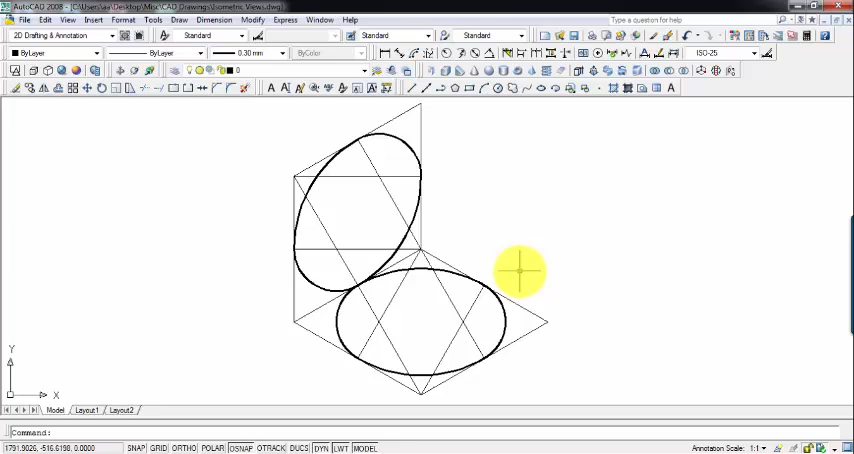 AutoCAD 2008 - [C:\Users\aa\Desktop\Misc\CAD Drawings\Isometric Views.dwg]
File Edit View Insert Format Tools Draw Dimension Modify Express Window Help
Type a question for help
2D Drafting & Annotation
Standard
Standard
Standard
ByLayer
ByLayer
0.30 mm
ByColor
ISO-25
0
Y
X
Model Layout1 Layout2
Command:
1791.9026, -516.6198, 0.0000
SNAP GRID ORTHO POLAR OSNAP OTRACK DUCS DYN LWT MODEL
Annotation Scale: 1:1